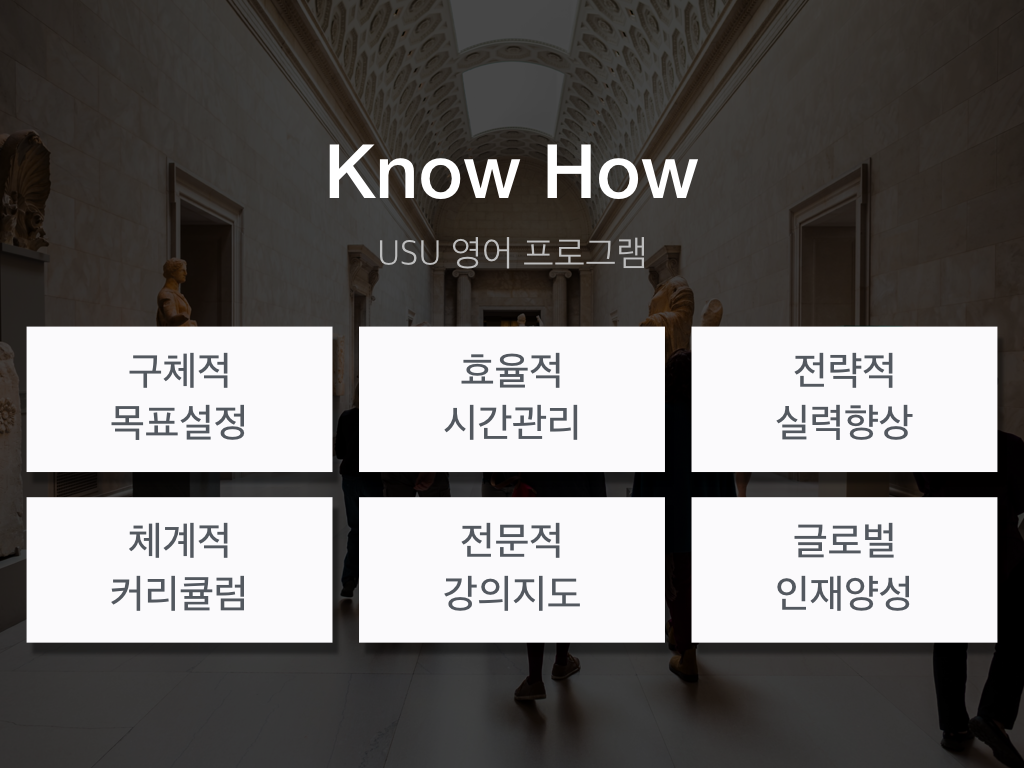 Know How
USU 영어 프로그램
구체적
목표설정
효율적
시간관리
전략적
실력향상
체계적
커리큘럼
전문적
강의지도
글로벌
인재양성